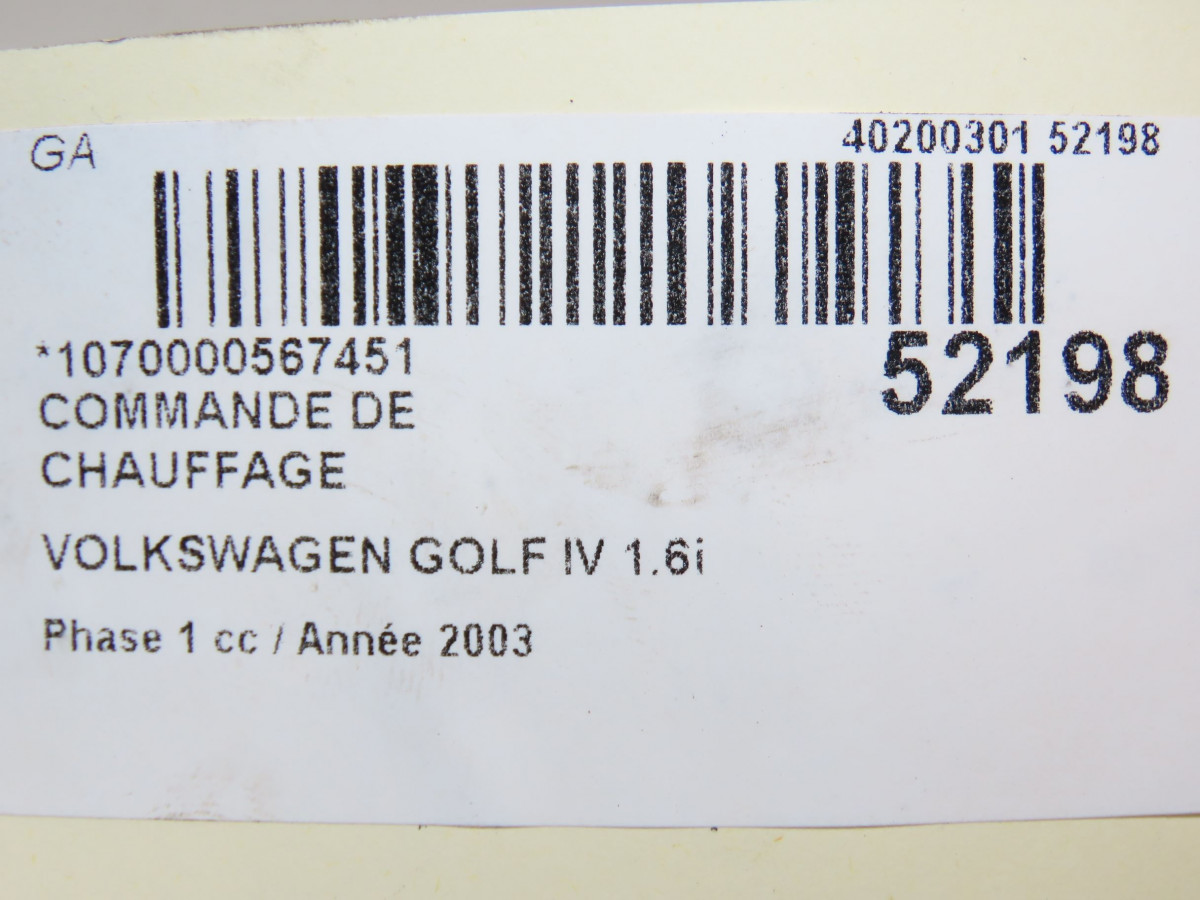 GA
40200301 52198
*1070000567451
52198
COMMANDE DE
CHAUFFAGE
VOLKSWAGEN GOLF IV 1.6i
Phase 1 cc / Année 2003